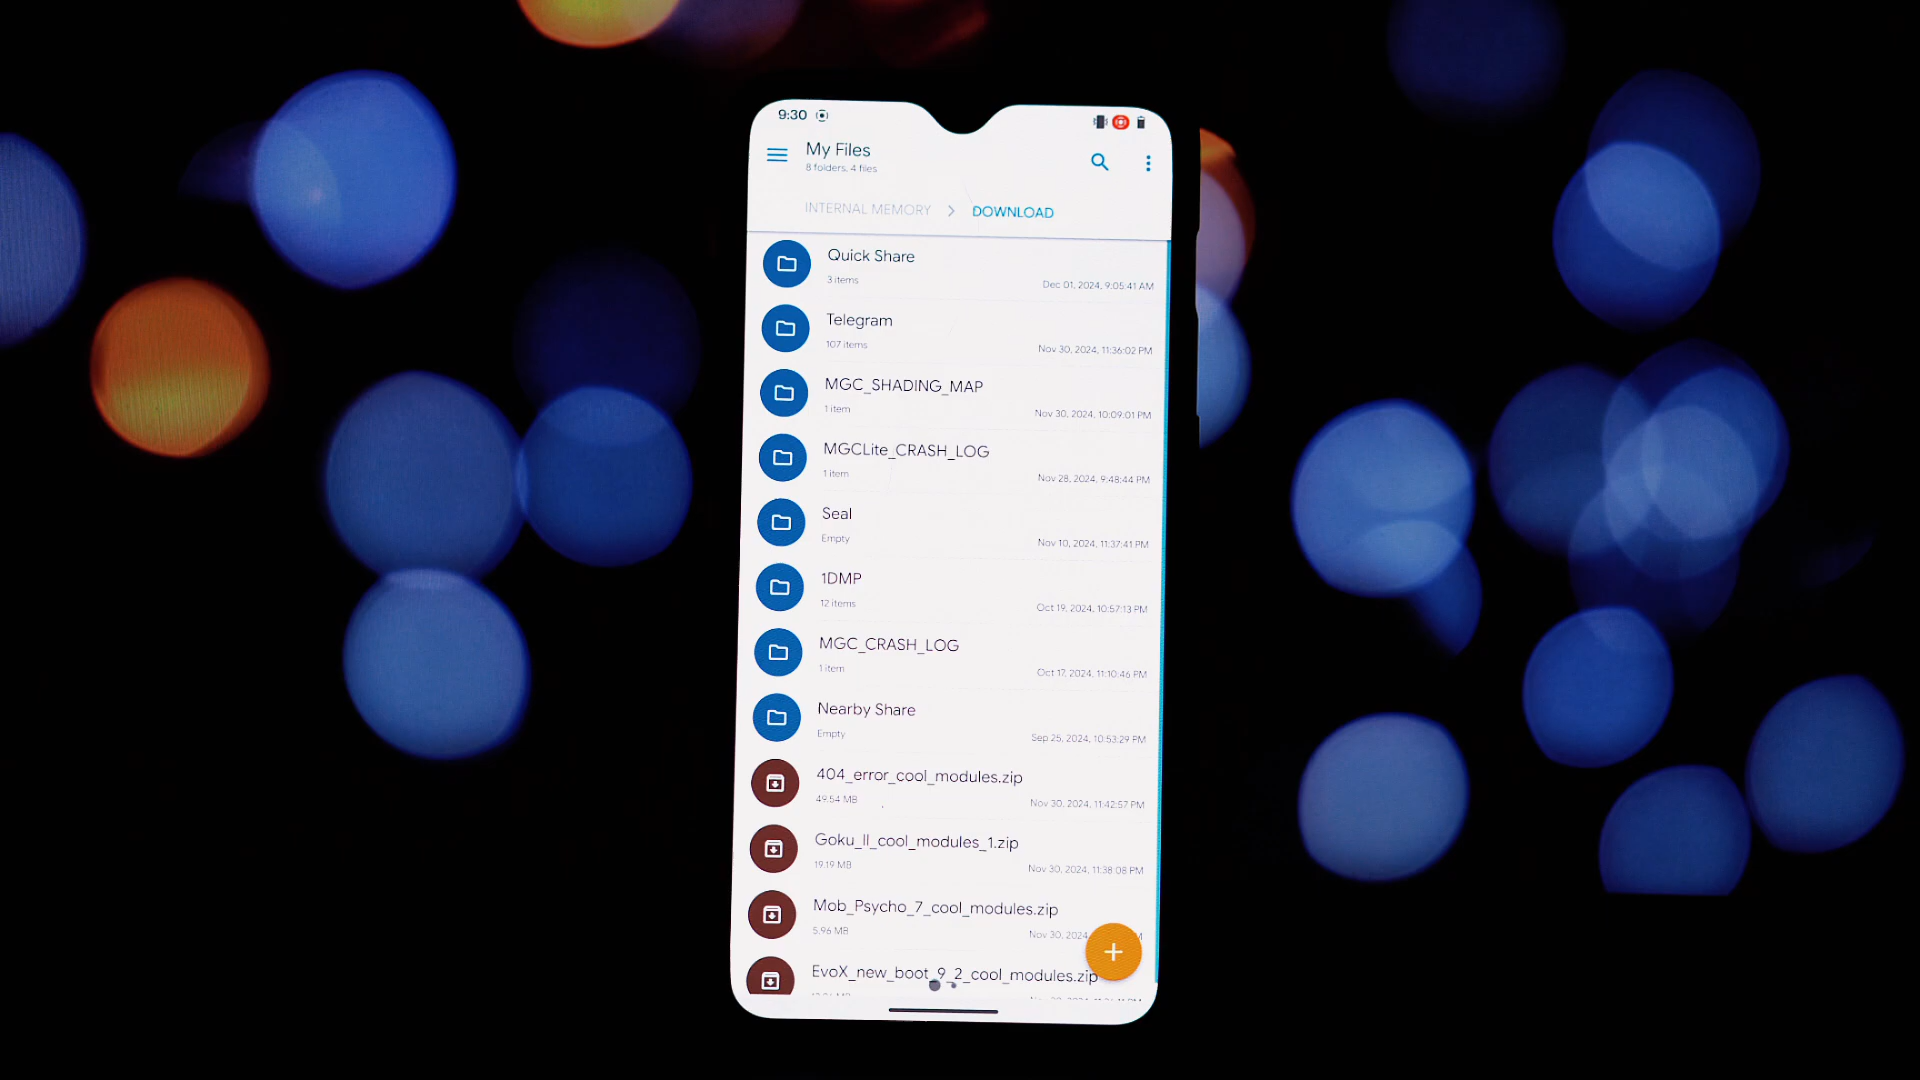 9:30
My Files
8 folders, 4 files
INTERNAL MEMORY > DOWNLOAD
Quick Share
3 items
Dec 01, 2024, 9:05:41 AM
Telegram
107 items
Nov 30, 2024, 11:36:02 PM
MGC_SHADING_MAP
1 item
Nov 30, 2024, 10:09:01 PM
MGCLite_CRASH_LOG
1 item
Nov 28, 2024, 9:48:44 PM
Seal
Empty
Nov 10, 2024, 11:37:41 PM
1DMP
12 items
Oct 19, 2024, 10:57:13 PM
MGC_CRASH_LOG
1 item
Oct 17, 2024, 11:10:46 PM
Nearby Share
Empty
Sep 25, 2024, 10:53:29 PM
404_error_cool_modules.zip
49.54 MB
Nov 30, 2024, 11:42:57 PM
Goku_ll_cool_modules_1.zip
19.19 MB
Nov 30, 2024, 11:38:08 PM
Mob_Psycho_7_cool_modules.zip
5.96 MB
Nov 30, 2024
EvoX_new_boot_9_2_cool_modules.zip